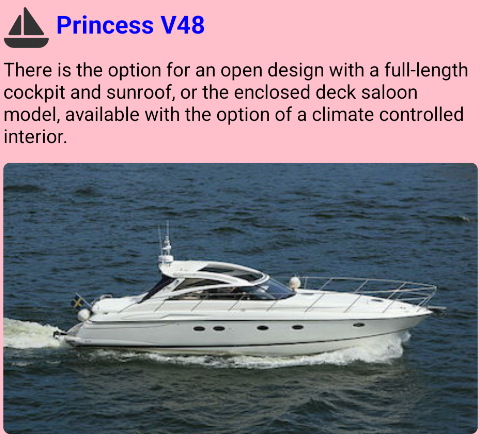 Princess V48
There is the option for an open design with a full-length
cockpit and sunroof, or the enclosed deck saloon
model, available with the option of a climate controlled
interior.